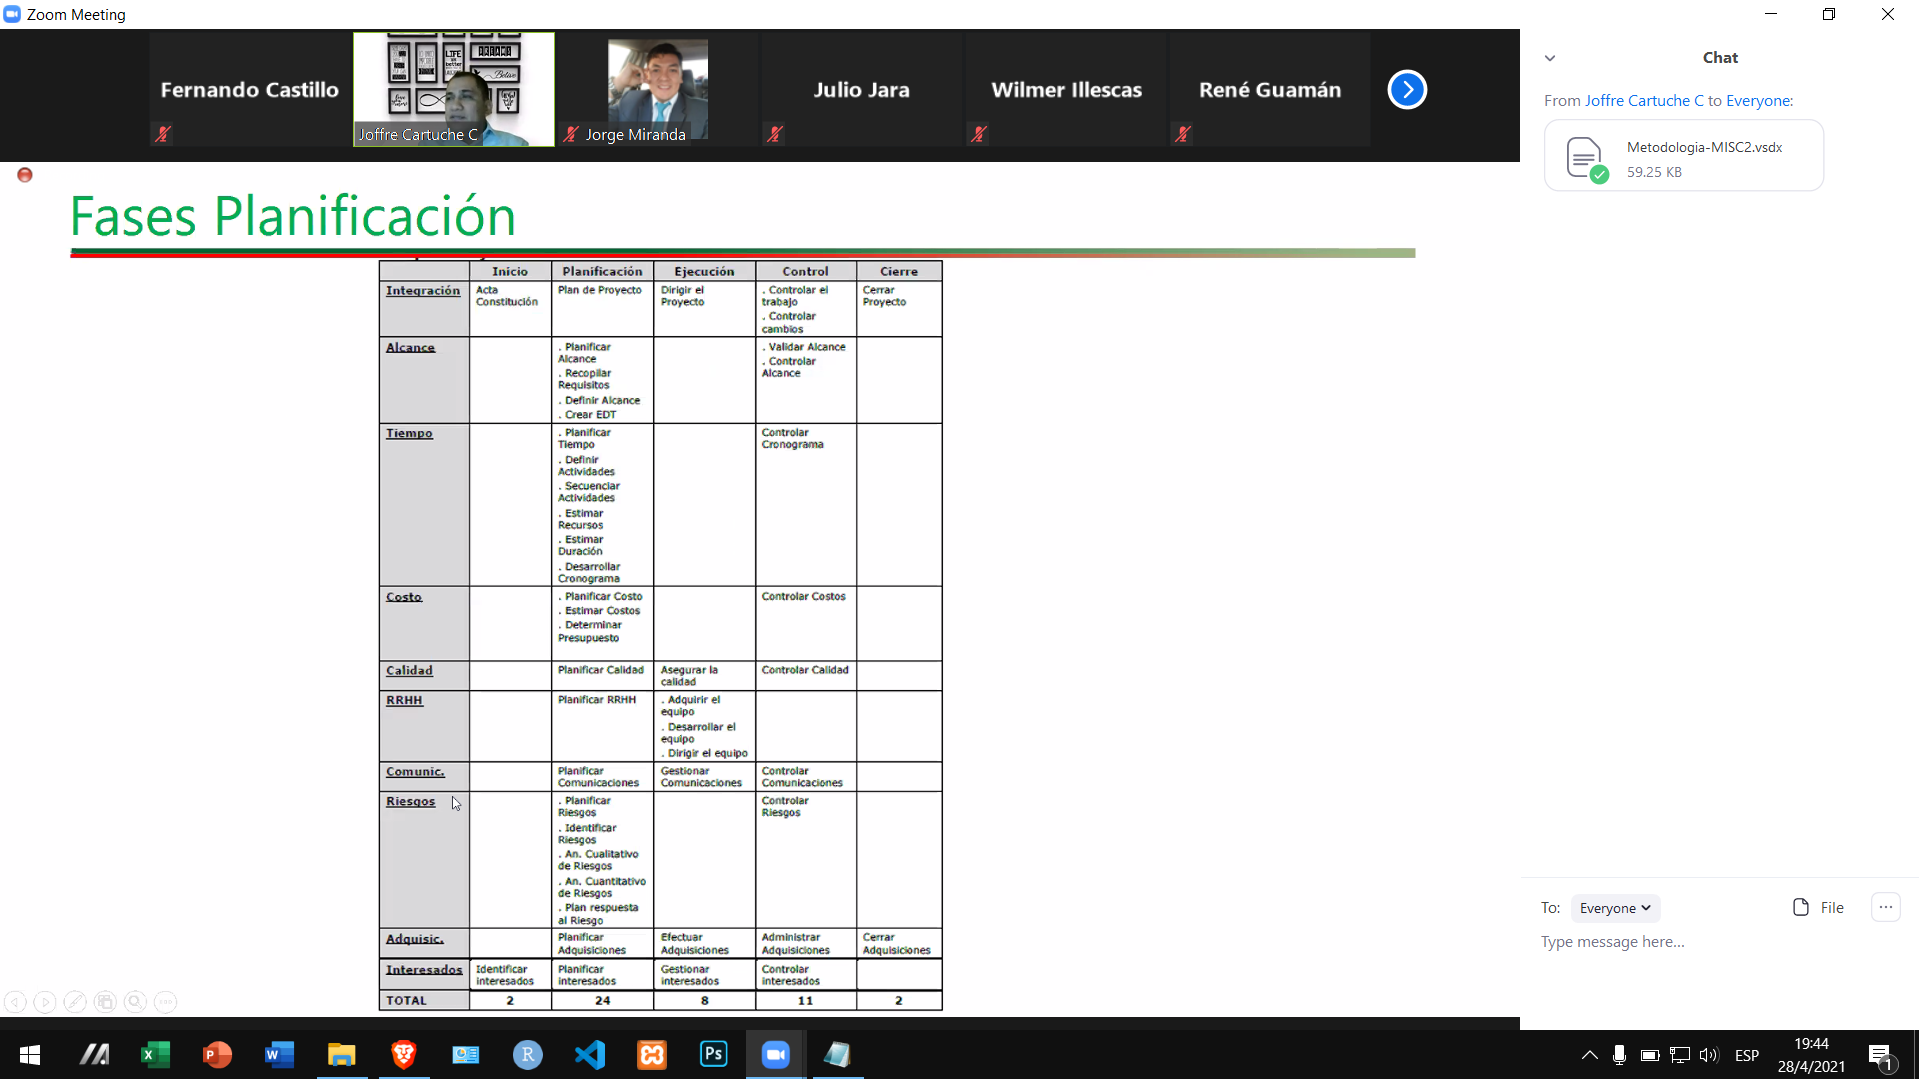 Zoom Meeting
Fernando Castillo
Joffre Cartuche C
Jorge Miranda
Julio Jara
Wilmer Illescas
René Guamán
Fases Planificación
Inicio Planificación Ejecución Control Cierre
Integración
Acta
Constitución
Plan de Proyecto
Dirigir el
Proyecto
. Controlar el
trabajo
. Controlar
cambios
Cerrar
Proyecto
Alcance
. Planificar
Alcance
. Recopilar
Requisitos
. Definir Alcance
. Crear EDT
. Validar Alcance
. Controlar
Alcance
Tiempo
. Planificar
Tiempo
. Definir
Actividades
. Secuenciar
Actividades
. Estimar
Recursos
. Estimar
Duración
. Desarrollar
Cronograma
Controlar
Cronograma
Costo
. Planificar Costo
. Estimar Costos
. Determinar
Presupuesto
Controlar Costos
Calidad
Planificar Calidad
Asegurar la
calidad
Controlar Calidad
RRHH
Planificar RRHH
. Adquirir el
equipo
. Desarrollar el
equipo
. Dirigir el equipo
Comunic.
Planificar
Comunicaciones
Gestionar
Comunicaciones
Controlar
Comunicaciones
Riesgos
. Planificar
Riesgos
. Identificar
Riesgos
. An. Cualitativo
de Riesgos
. An. Cuantitativo
de Riesgos
. Plan respuesta
al Riesgo
Controlar
Riesgos
Adquisic.
Planificar
Adquisiciones
Efectuar
Adquisiciones
Administrar
Adquisiciones
Cerrar
Adquisiciones
Interesados
Identificar
interesados
Planificar
interesados
Gestionar
interesados
Controlar
interesados
TOTAL 2 24 8 11 2
Chat
From Joffre Cartuche C to Everyone:
Metodologia-MISC2.vsdx
59.25 KB
To: Everyone
File
Type message here...
Ps
ESP
19:44
28/4/2021
1